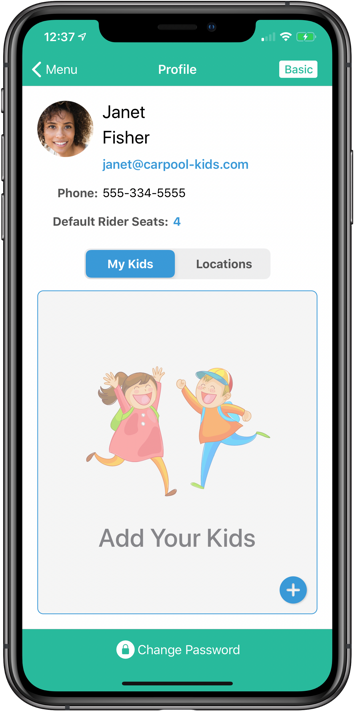 12:37
Menu Profile Basic
Janet
Fisher
janet@carpool-kids.com
Phone: 555-334-5555
Default Rider Seats: 4
My Kids Locations
Add Your Kids
Change Password